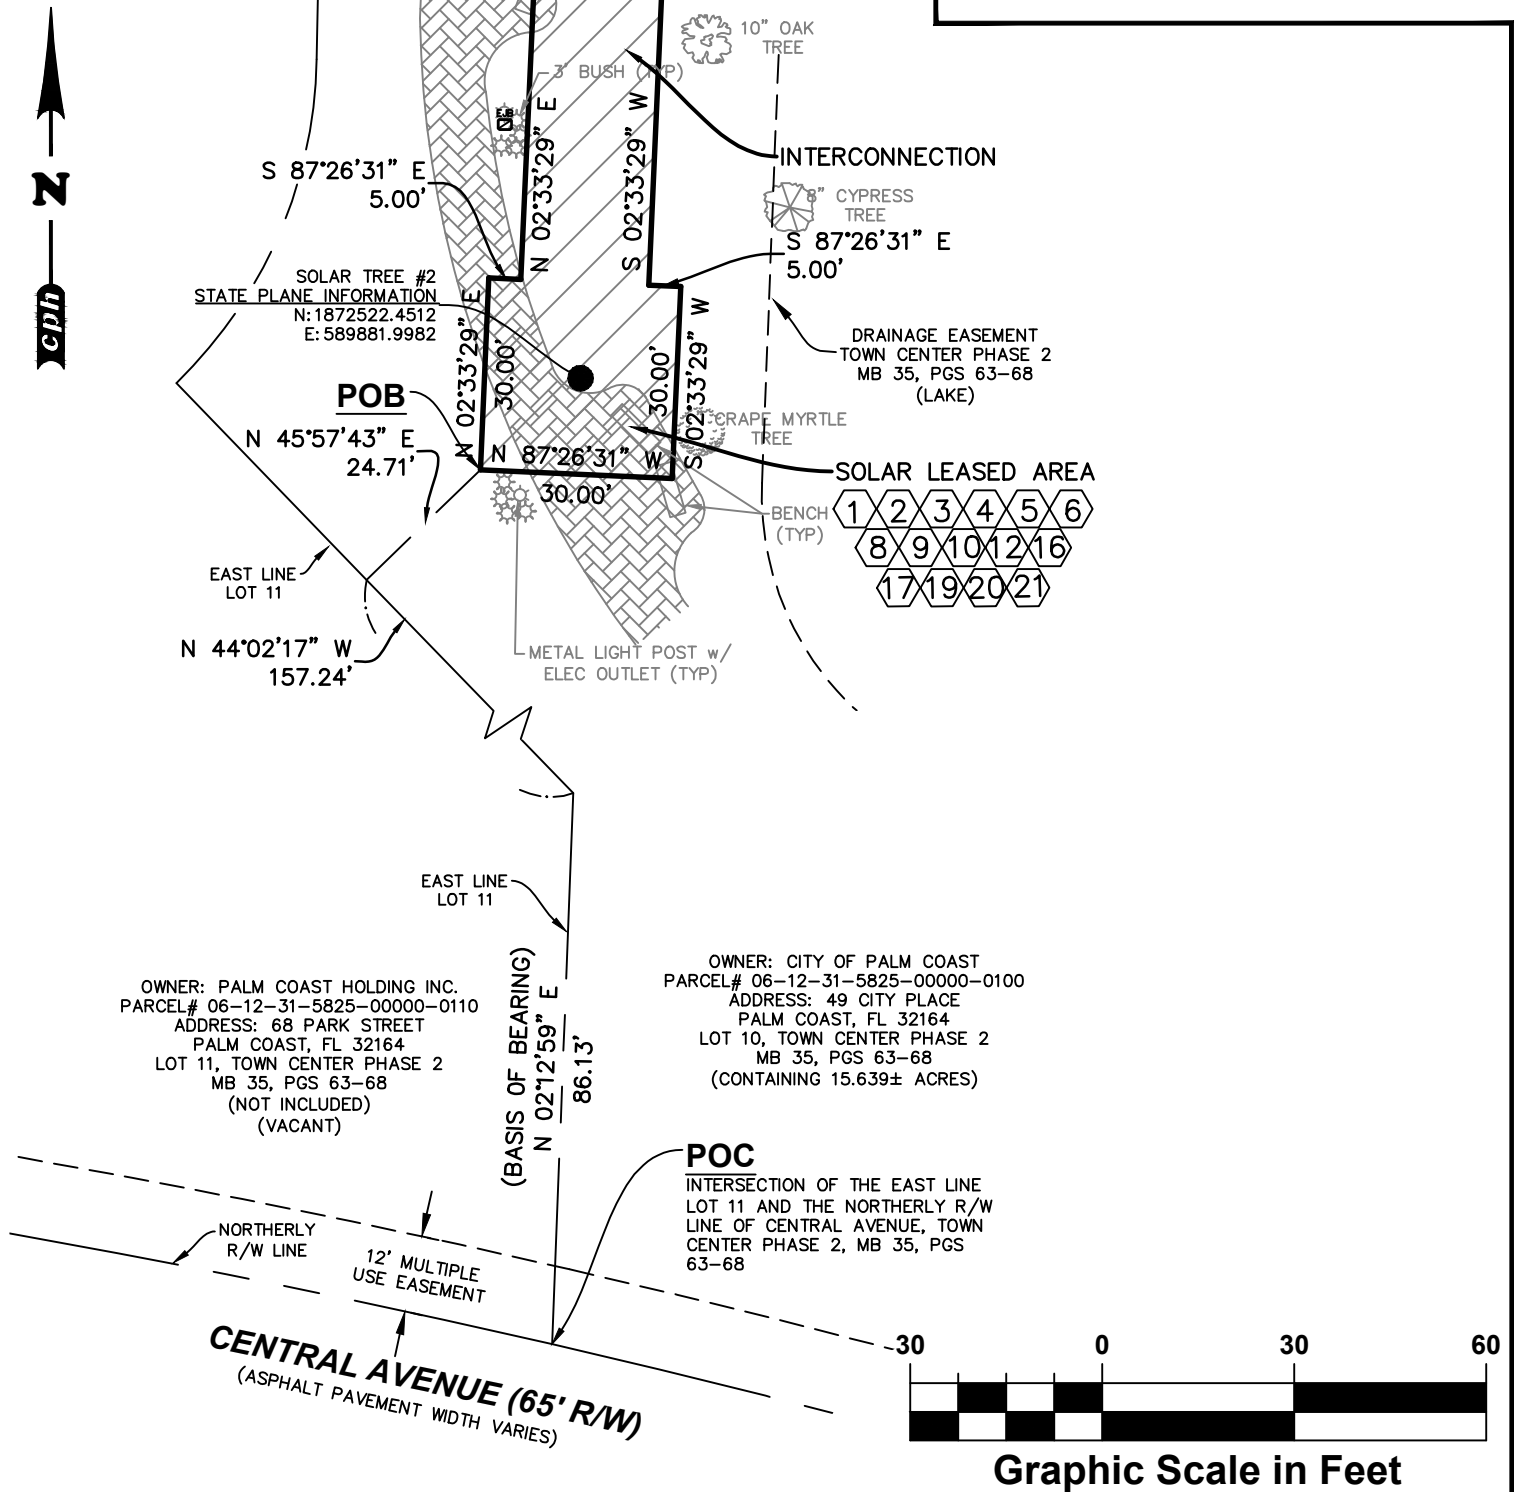 10" OAK
TREE
3' BUSH (TYP)
EJB
N 02°33'29" E
S 02°33'29" W
INTERCONNECTION
N
S 87°26'31" E
5.00'
8" CYPRESS
TREE
S 87°26'31" E
5.00'
cph
SOLAR TREE #2
STATE PLANE INFORMATION
N:1872522.4512
E:589881.9982
N 02°33'29" E
30.00'
30.00'
S 02°33'29" W
DRAINAGE EASEMENT
TOWN CENTER PHASE 2
MB 35, PGS 63-68
(LAKE)
POB
N 45°57'43" E
24.71'
CRAPE MYRTLE
TREE
N 87°26'31" W
30.00'
SOLAR LEASED AREA
1 2 3 4 5 6
8 9 10 12 16
17 19 20 21
BENCH
(TYP)
EAST LINE
LOT 11
N 44°02'17" W
157.24'
METAL LIGHT POST w/
ELEC OUTLET (TYP)
EAST LINE
LOT 11
(BASIS OF BEARING)
N 02°12'59" E
86.13'
OWNER: PALM COAST HOLDING INC.
PARCEL# 06-12-31-5825-00000-0110
ADDRESS: 68 PARK STREET
PALM COAST, FL 32164
LOT 11, TOWN CENTER PHASE 2
MB 35, PGS 63-68
(NOT INCLUDED)
(VACANT)
OWNER: CITY OF PALM COAST
PARCEL# 06-12-31-5825-00000-0100
ADDRESS: 49 CITY PLACE
PALM COAST, FL 32164
LOT 10, TOWN CENTER PHASE 2
MB 35, PGS 63-68
(CONTAINING 15.639± ACRES)
POC
INTERSECTION OF THE EAST LINE
LOT 11 AND THE NORTHERLY R/W
LINE OF CENTRAL AVENUE, TOWN
CENTER PHASE 2, MB 35, PGS
63-68
NORTHERLY
R/W LINE
12' MULTIPLE
USE EASEMENT
CENTRAL AVENUE (65' R/W)
(ASPHALT PAVEMENT WIDTH VARIES)
30 0 30 60
Graphic Scale in Feet